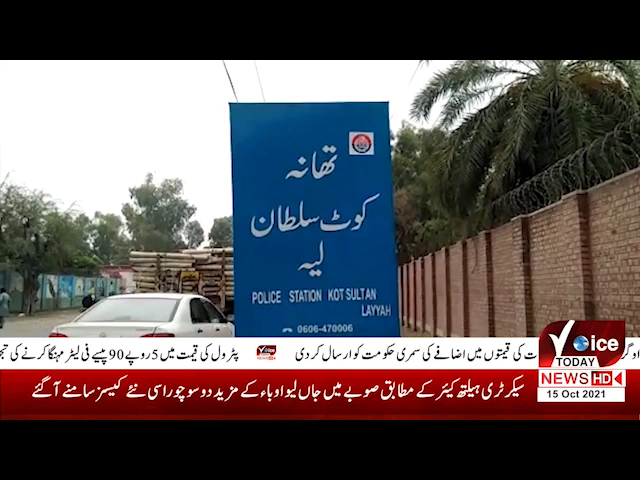 تھانہ
کوٹ سلطان
لیہ
POLICE STATION KOT SULTAN
LAYYAH
0606-470006
Voice
TODAY
NEWS HD
15 Oct 2021
کی قیمتوں میں اضافے کی سمری حکومت کو ارسال کر دی
پٹرول کی قیمت میں 5 روپے 90 پیسے فی لیٹر مہنگا کرنے کی
سیکرٹری ہیلتھ کیئر کے مطابق صوبے میں جاں لیوا وباء کے مزید دو سو چوراسی نئے کیسز سامنے آ گئے